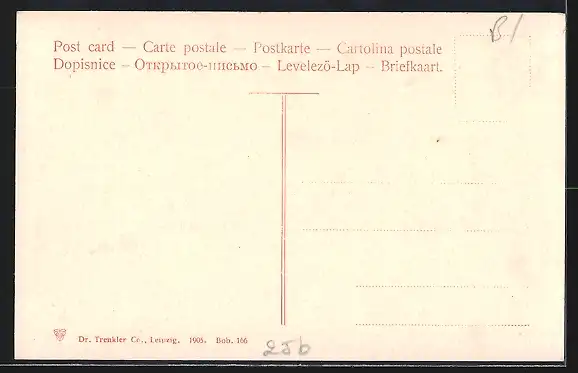 B/
Post card — Carte postale — Postkarte — Cartolina postale
Dopisnice – Открытое-письмо – Levelező-Lap – Briefkaart.
Dr. Trenkler Co., Leipzig. 1905. Bob. 166
25b